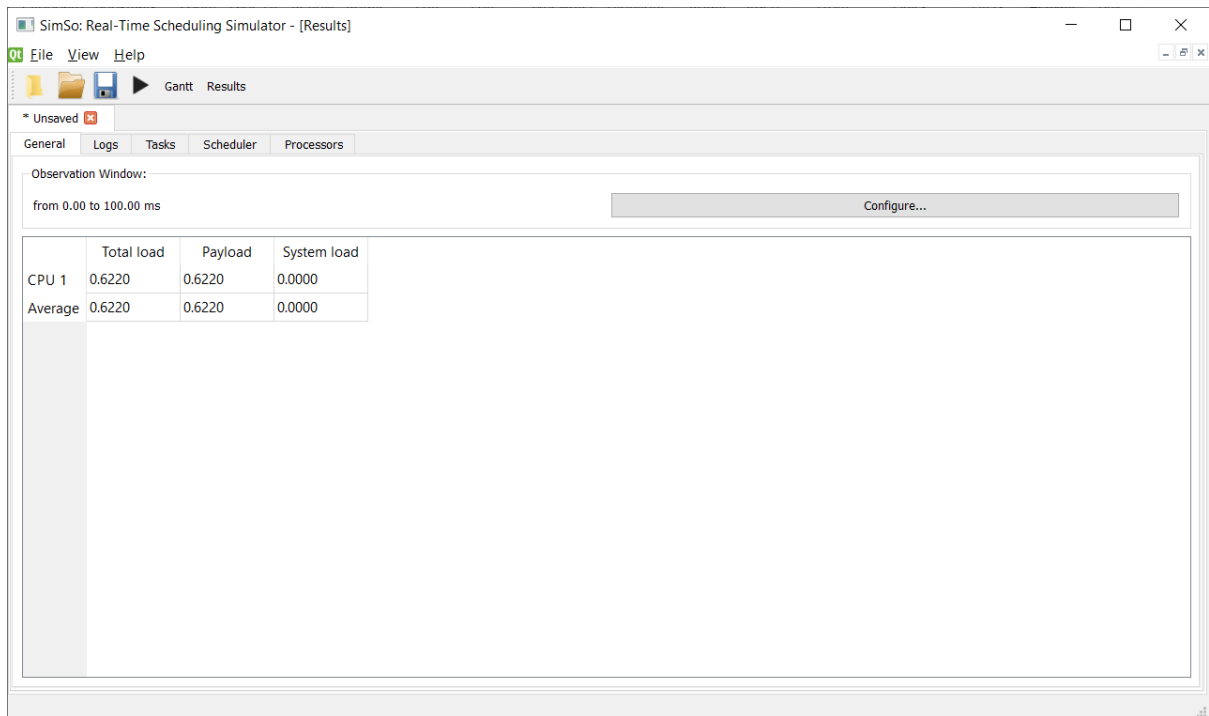 SimSo: Real-Time Scheduling Simulator - [Results]
Qt File View Help
Gantt Results
* Unsaved
General Logs Tasks Scheduler Processors
Observation Window:
from 0.00 to 100.00 ms Configure...
Total load Payload System load
CPU 1 0.6220 0.6220 0.0000
Average 0.6220 0.6220 0.0000